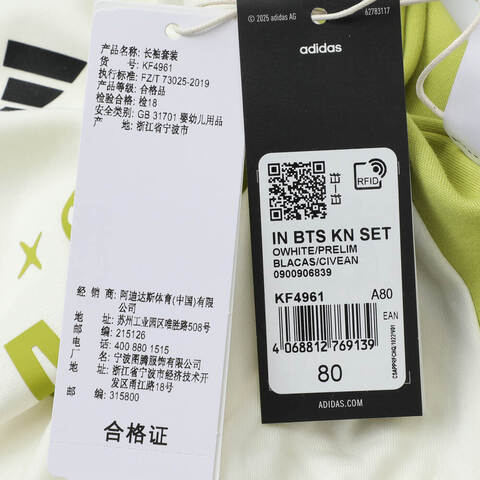 产品名称: 长袖套装
货 号: KF4961
执行标准: FZ/T 73025-2019
产品等级: 合格品
检验合格: 检18
安全类别: GB 31701 婴幼儿用品
产 地: 浙江省宁波市
经 销 商: 阿迪达斯体育(中国)有限公司
地 址: 苏州工业园区唯胜路508号
邮 编: 215126
电 话: 400 880 1515
厂 名: 宁波图腾服饰有限公司
地 址: 浙江省宁波市经济技术开发区甬江路18号
邮 编: 315800
合格证
© 2025 adidas AG
62783117
adidas
RFID
IN BTS KN SET
OWHITE/PRELIM
BLACAS/CIVEAN
0900906839
KF4961 A80
EAN
4 068812 769139
80
ADIDAS.COM